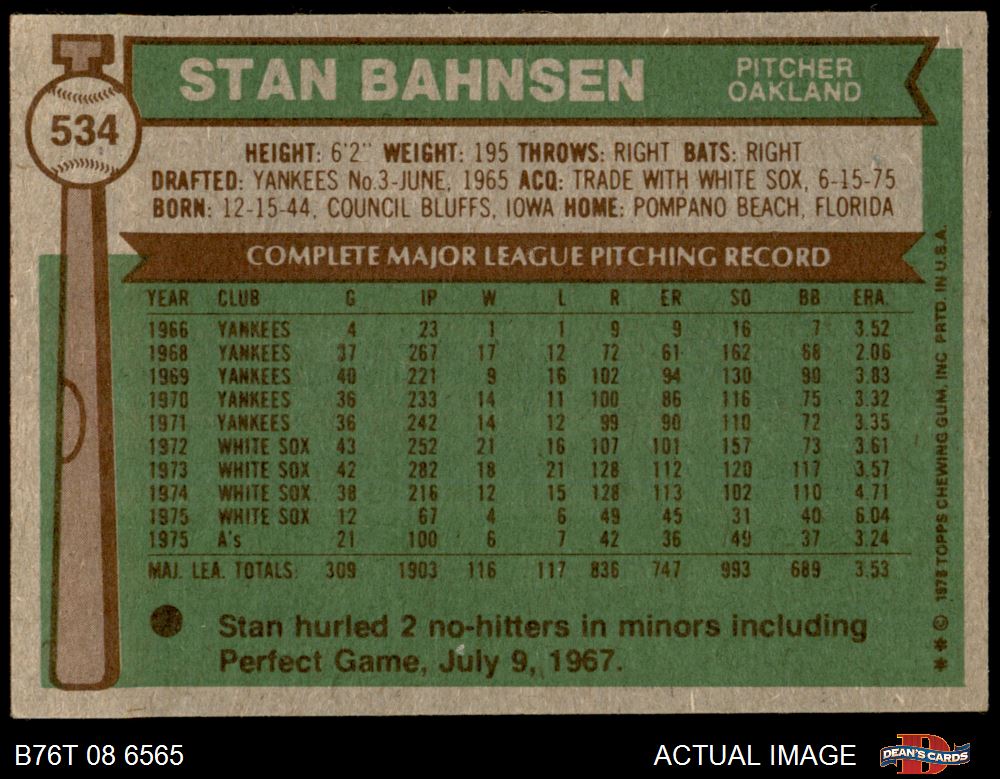 534
STAN BAHNSEN
PITCHER
OAKLAND
HEIGHT: 6'2" WEIGHT: 195 THROWS: RIGHT BATS: RIGHT
DRAFTED: YANKEES No.3-JUNE, 1965 ACQ: TRADE WITH WHITE SOX, 6-15-75
BORN: 12-15-44, COUNCIL BLUFFS, IOWA HOME: POMPANO BEACH, FLORIDA
COMPLETE MAJOR LEAGUE PITCHING RECORD
YEAR CLUB G IP W L R ER SO BB ERA.
1966 YANKEES 4 23 1 1 9 9 16 7 3.52
1968 YANKEES 37 267 17 12 72 61 162 68 2.06
1969 YANKEES 40 221 9 16 102 94 130 90 3.83
1970 YANKEES 36 233 14 11 100 86 116 75 3.32
1971 YANKEES 36 242 14 12 99 90 110 72 3.35
1972 WHITE SOX 43 252 21 16 107 101 157 73 3.61
1973 WHITE SOX 42 282 18 21 128 112 120 117 3.57
1974 WHITE SOX 38 216 12 15 128 113 102 110 4.71
1975 WHITE SOX 12 67 4 6 49 45 31 40 6.04
1975 A's 21 100 6 7 42 36 49 37 3.24
MAJ. LEA. TOTALS: 309 1903 116 117 836 747 993 689 3.53
Stan hurled 2 no-hitters in minors including
Perfect Game, July 9, 1967.
** © 1976 TOPPS CHEWING GUM, INC. PRTD. IN U.S.A.
B76T 08 6565
ACTUAL IMAGE
DEAN'S CARDS